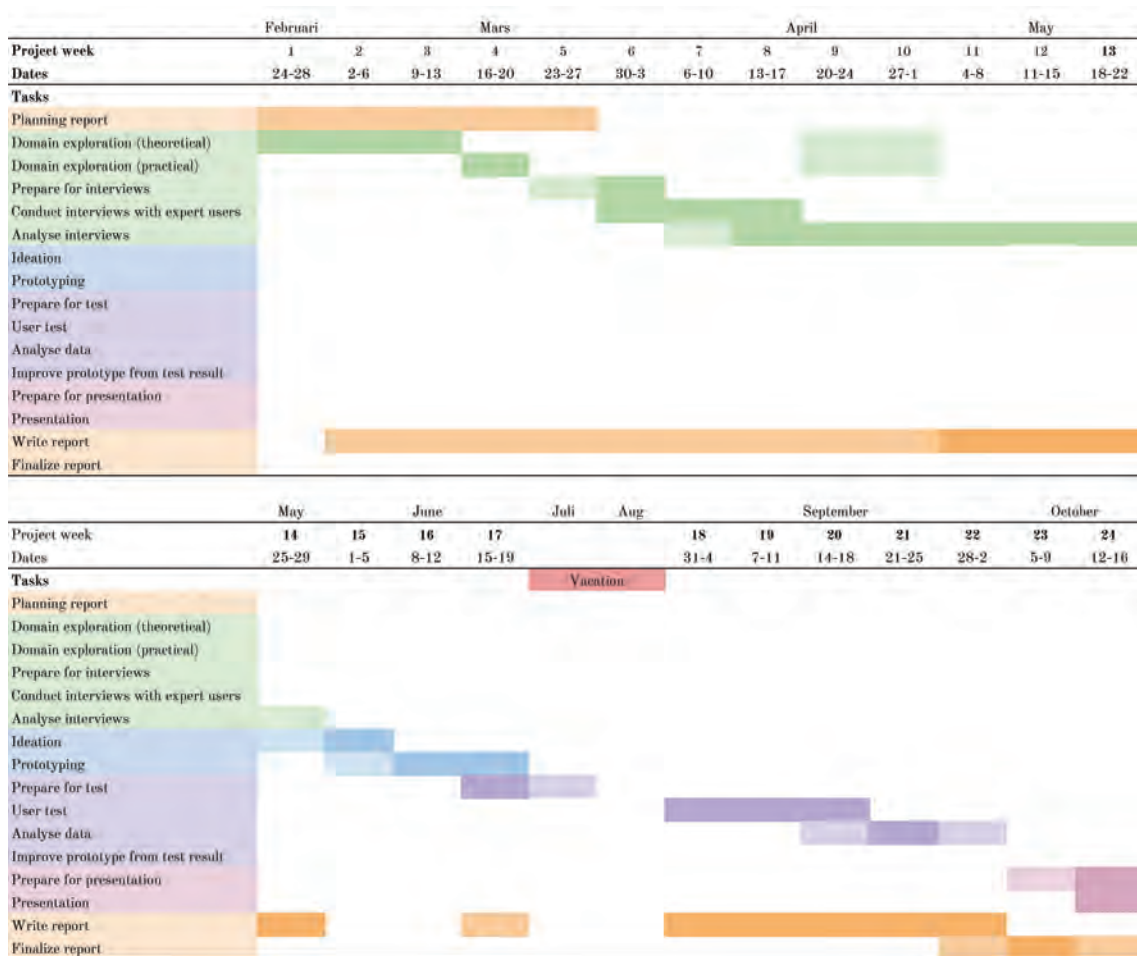 Februari Mars April May
Project week 1 2 3 4 5 6 7 8 9 10 11 12 13
Dates 24-28 2-6 9-13 16-20 23-27 30-3 6-10 13-17 20-24 27-1 4-8 11-15 18-22
Tasks
Planning report
Domain exploration (theoretical)
Domain exploration (practical)
Prepare for interviews
Conduct interviews with expert users
Analyse interviews
Ideation
Prototyping
Prepare for test
User test
Analyse data
Improve prototype from test result
Prepare for presentation
Presentation
Write report
Finalize report
May June Juli Aug September October
Project week 14 15 16 17 18 19 20 21 22 23 24
Dates 25-29 1-5 8-12 15-19 31-4 7-11 14-18 21-25 28-2 5-9 12-16
Tasks Vacation
Planning report
Domain exploration (theoretical)
Domain exploration (practical)
Prepare for interviews
Conduct interviews with expert users
Analyse interviews
Ideation
Prototyping
Prepare for test
User test
Analyse data
Improve prototype from test result
Prepare for presentation
Presentation
Write report
Finalize report